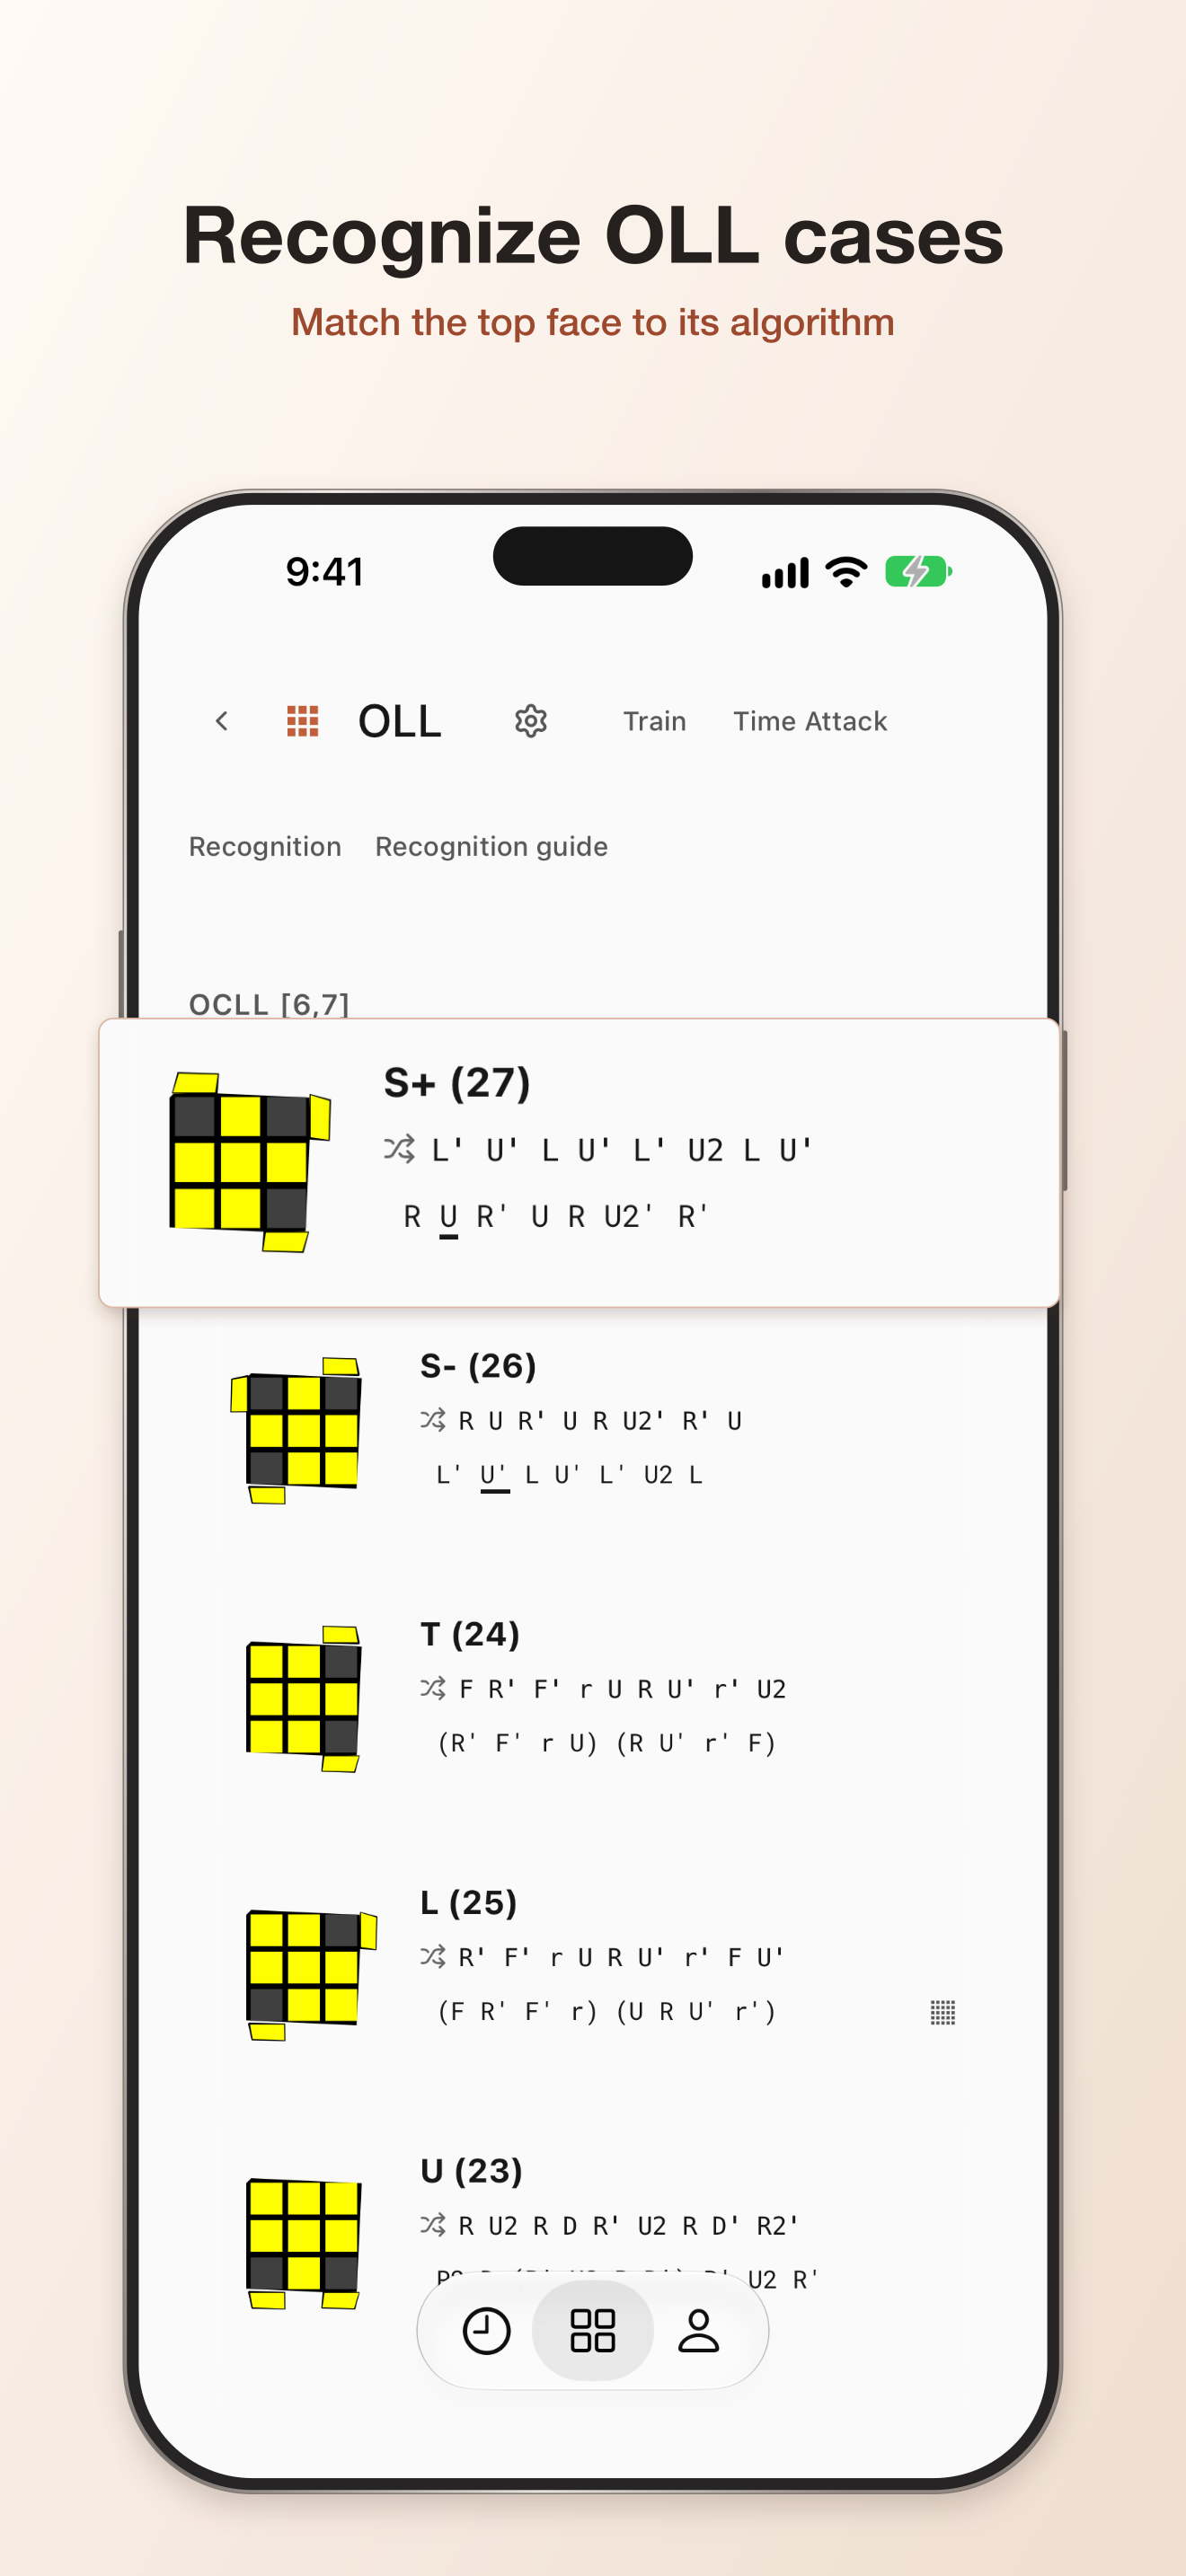 Recognize OLL cases
Match the top face to its algorithm
9:41
OLL Train Time Attack
Recognition Recognition guide
OCLL [6,7]
S+ (27)
L' U' L U' L' U2 L U'
R U R' U R U2' R'
S- (26)
R U R' U R U2' R' U
L' U' L U' L' U2 L
T (24)
F R' F' r U R U' r' U2
(R' F' r U) (R U' r' F)
L (25)
R' F' r U R U' r' F U'
(F R' F' r) (U R U' r')
U (23)
R U2 R D R' U2 R D' R2'
U2 R'